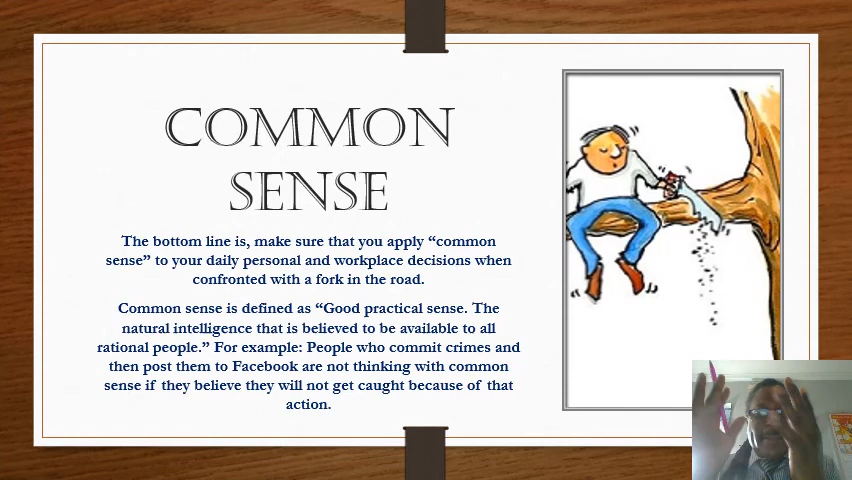 COMMON
SENSE
The bottom line is, make sure that you apply “common
sense” to your daily personal and workplace decisions when
confronted with a fork in the road.
Common sense is defined as “Good practical sense. The
natural intelligence that is believed to be available to all
rational people.” For example: People who commit crimes and
then post them to Facebook are not thinking with common
sense if they believe they will not get caught because of that
action.